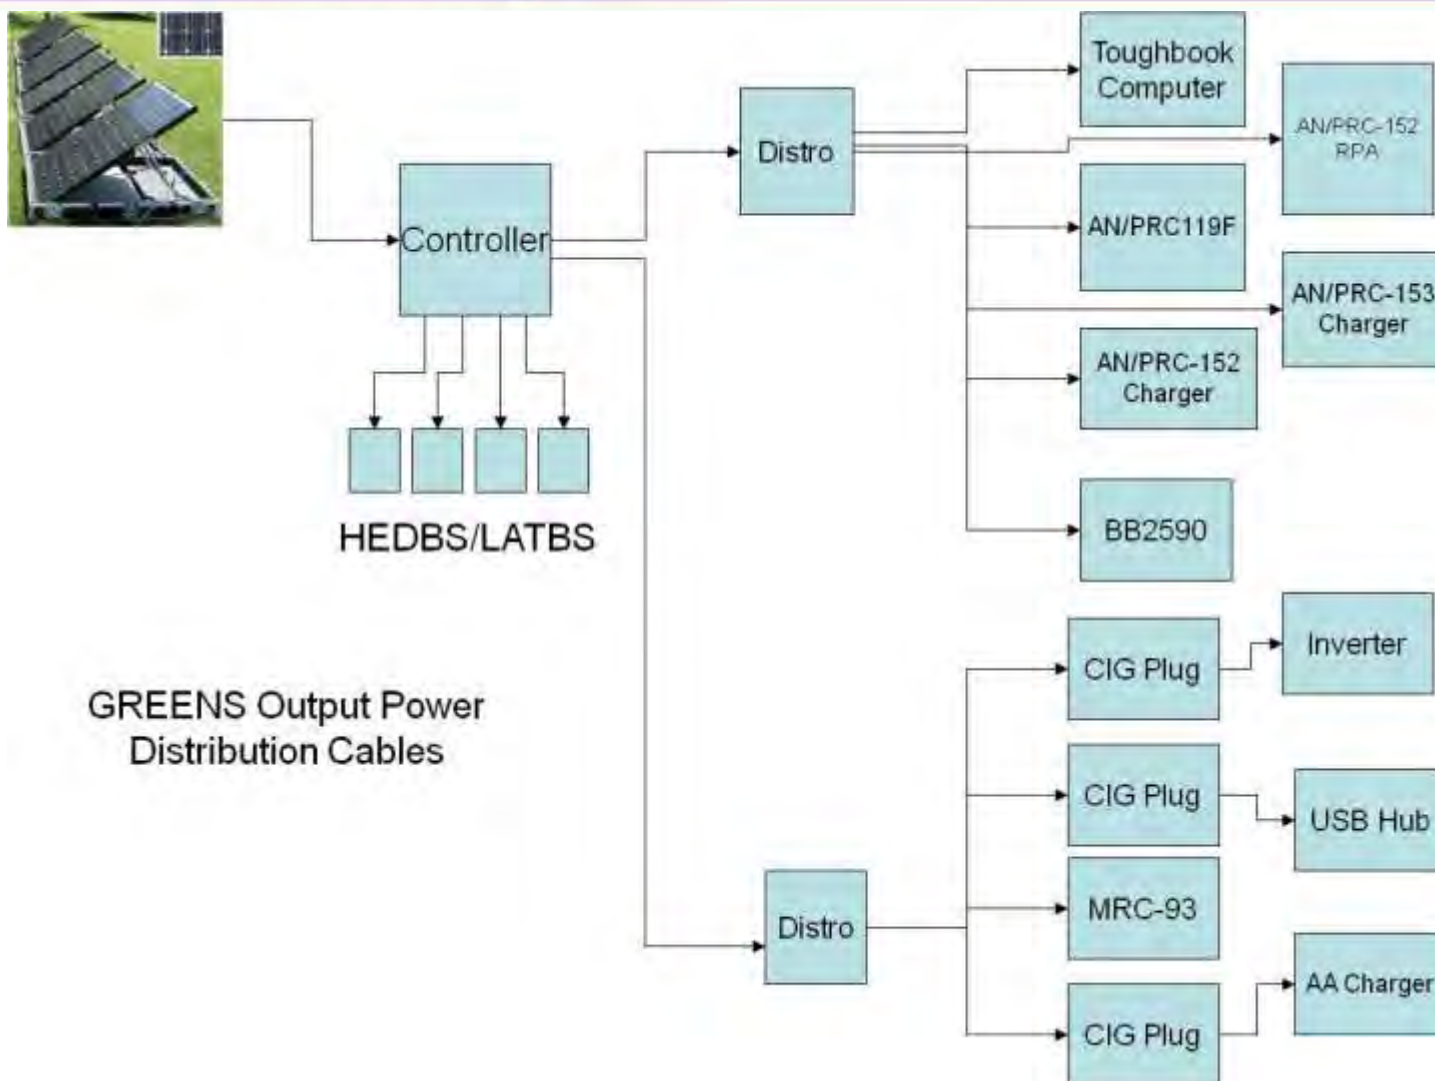 Toughbook
Computer
AN/PRC-152
RPA
Distro
AN/PRC119F
Controller
AN/PRC-153
Charger
AN/PRC-152
Charger
HEDBS/LATBS
BB2590
Inverter
CIG Plug
GREENS Output Power
Distribution Cables
CIG Plug
USB Hub
MRC-93
Distro
AA Charger
CIG Plug